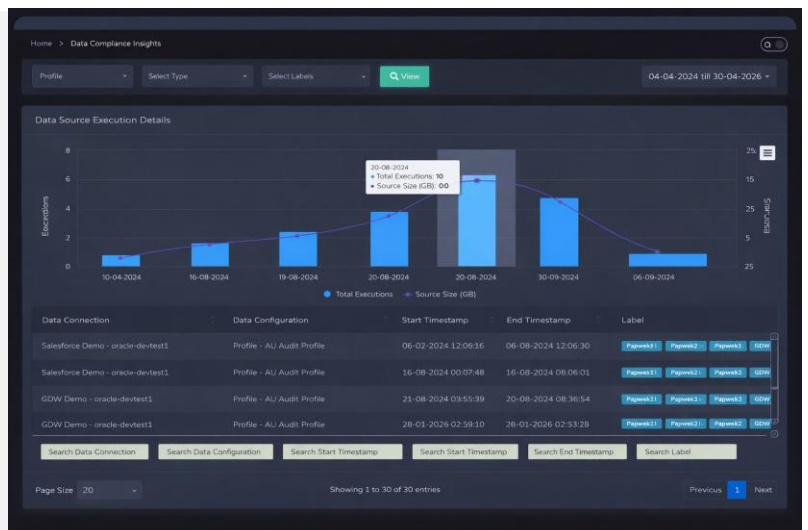 Home > Data Compliance Insights
Profile
Select Type
Select Labels
View
04-04-2024 till 30-04-2026
Data Source Execution Details
8
6
4
2
0
25
15
25
5
25
20-08-2024
Total Executions: 10
Source Size (GB): 00
10-04-2024 16-08-2024 19-08-2024 20-08-2024 20-08-2024 30-09-2024 06-09-2024
Total Executions Source Size (GB)
Data Connection Data Configuration Start Timestamp End Timestamp Label
Salesforce Demo - oracle-devtest1 Profile - AU Audit Profile 06-02-2024 12:06:16 06-08-2024 12:06:30 GDW
Salesforce Demo - oracle-devtest1 Profile - AU Audit Profile 16-08-2024 00:07:48 16-08-2024 08:06:01 GDW
GDW Demo - oracle-devtest1 Profile - AU Audit Profile 21-08-2024 03:55:39 20-08-2024 08:36:54 GDW
GDW Demo - oracle-devtest1 Profile - AU Audit Profile 28-01-2026 02:59:10 28-01-2026 02:53:28 GDW
Search Data Connection Search Data Configuration Search Start Timestamp Search Start Timestamp Search End Timestamp Search Label
Page Size 20
Showing 1 to 30 of 30 entries
Previous 1 Next